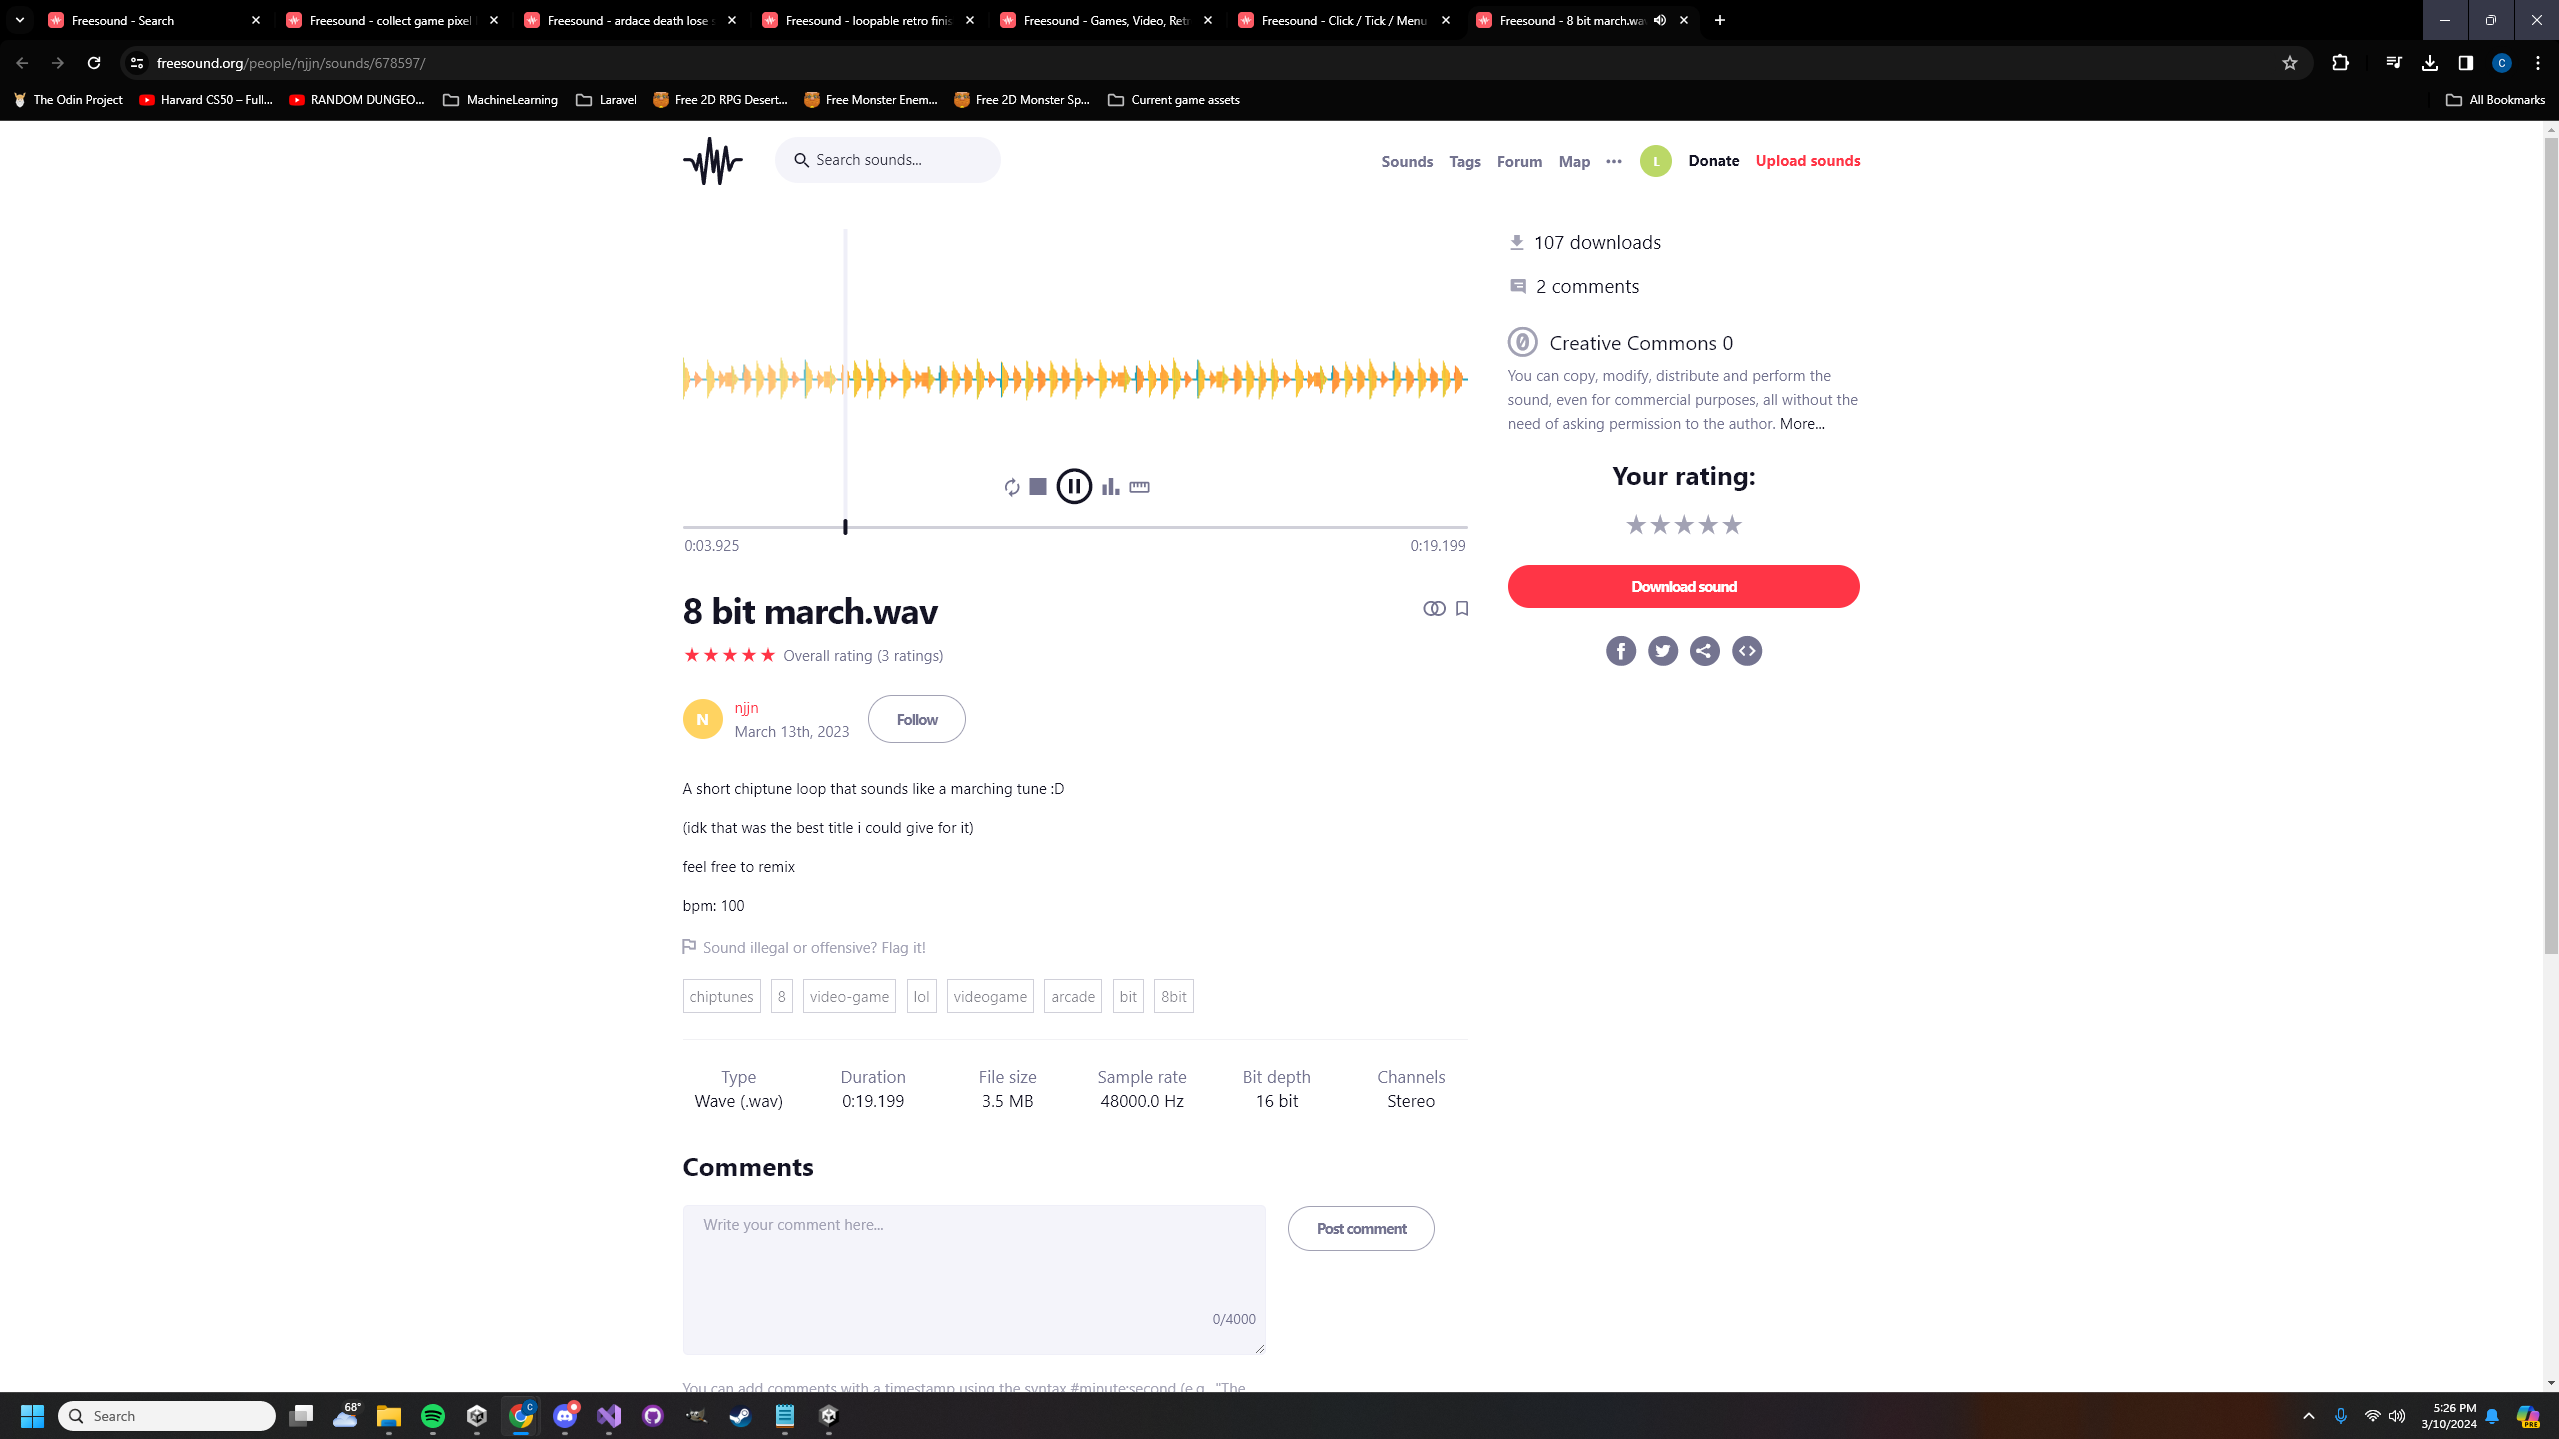 Freesound - Search
Freesound - collect game pixel
Freesound - ardace death lose s
Freesound - loopable retro finis
Freesound - Games, Video, Retr
Freesound - Click / Tick / Menu
Freesound - 8 bit march.wav
freesound.org/people/njjn/sounds/678597/
C
The Odin Project
Harvard CS50 – Full...
RANDOM DUNGEO...
MachineLearning
Laravel
Free 2D RPG Desert...
Free Monster Enem...
Free 2D Monster Sp...
Current game assets
All Bookmarks
Search sounds...
Sounds
Tags
Forum
Map
L
Donate
Upload sounds
107 downloads
2 comments
0
Creative Commons 0
You can copy, modify, distribute and perform the
sound, even for commercial purposes, all without the
need of asking permission to the author. More...
Your rating:
Download sound
0:03.925
0:19.199
8 bit march.wav
Overall rating (3 ratings)
N
njjn
March 13th, 2023
Follow
A short chiptune loop that sounds like a marching tune :D
(idk that was the best title i could give for it)
feel free to remix
bpm: 100
Sound illegal or offensive? Flag it!
chiptunes
8
video-game
lol
videogame
arcade
bit
8bit
Type
Wave (.wav)
Duration
0:19.199
File size
3.5 MB
Sample rate
48000.0 Hz
Bit depth
16 bit
Channels
Stereo
Comments
Write your comment here...
0/4000
Post comment
You can add comments with a timestamp using the syntax #minute:second (e.g., "The
Search
68°
C
5:26 PM
3/10/2024
PRE